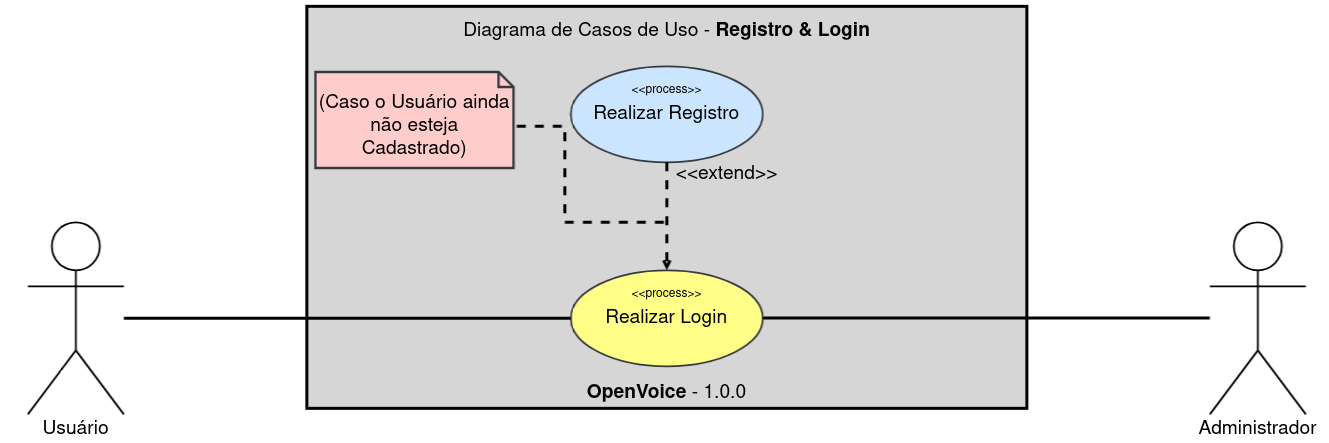 Diagrama de Casos de Uso - Registro & Login
(Caso o Usuário ainda
não esteja
Cadastrado)
<<process>>
Realizar Registro
<<extend>>
<<process>>
Realizar Login
OpenVoice - 1.0.0
Usuário
Administrador